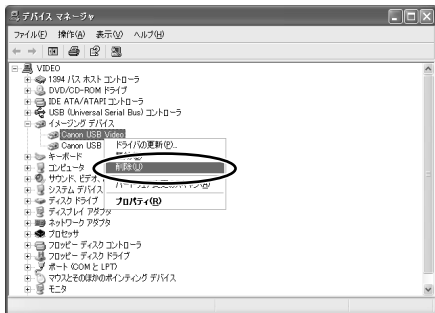 デバイス マネージャ
ファイル(F) 操作(A) 表示(V) ヘルプ(H)
VIDEO
1394 バス ホスト コントローラ
DVD/CD-ROM ドライブ
IDE ATA/ATAPI コントローラ
USB (Universal Serial Bus) コントローラ
イメージング デバイス
Canon USB Video
Canon USB
ドライバの更新(P)...
削除(U)
プロパティ(R)
キーボード
コンピュータ
サウンド、ビデオ、
システム デバイス
ディスク ドライブ
ディスプレイ アダプタ
ネットワーク アダプタ
プロセッサ
フロッピー ディスク コントローラ
フロッピー ディスク ドライブ
ポート (COM と LPT)
マウスとそのほかのポインティング デバイス
モニタ